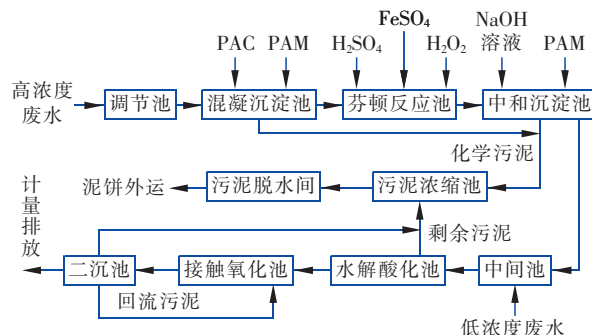 FeSO₄
NaOH
PAC PAM H₂SO₄ H₂O₂ 溶液 PAM
高浓度
废水
调节池 混凝沉淀池 芬顿反应池 中和沉淀池
化学污泥
泥饼外运 污泥脱水间 污泥浓缩池
计量排放
剩余污泥
二沉池 接触氧化池 水解酸化池 中间池
回流污泥
低浓度废水